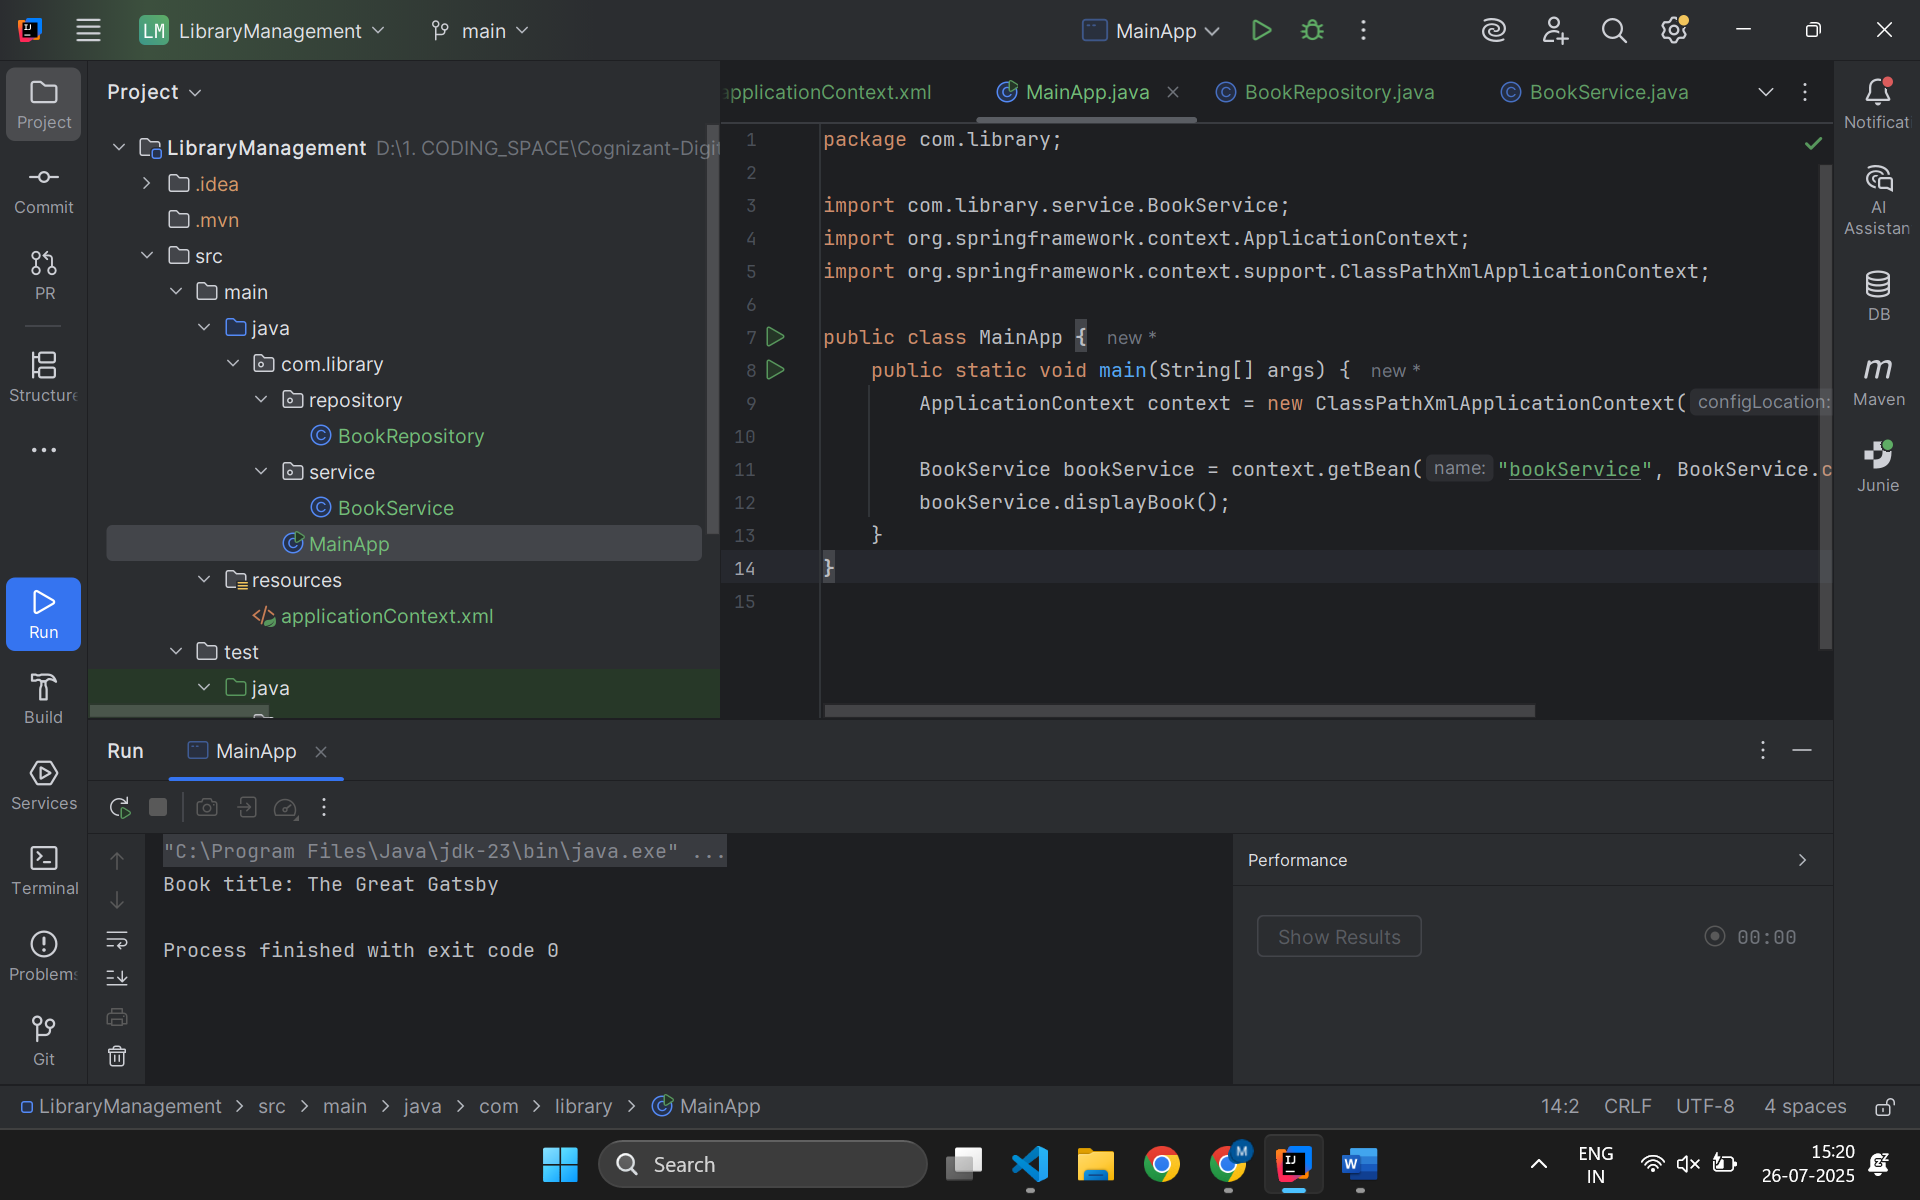 LM LibraryManagement
main
MainApp
Project
Commit
PR
Structure
Run
Build
Services
Terminal
Problems
Git
Project
LibraryManagement D:\1. CODING_SPACE\Cognizant-Digit
.idea
.mvn
src
main
java
com.library
repository
BookRepository
service
BookService
MainApp
resources
applicationContext.xml
test
java
applicationContext.xml
MainApp.java
BookRepository.java
BookService.java
1 package com.library;
2
3 import com.library.service.BookService;
4 import org.springframework.context.ApplicationContext;
5 import org.springframework.context.support.ClassPathXmlApplicationContext;
6
7 public class MainApp { new *
8 public static void main(String[] args) { new *
9 ApplicationContext context = new ClassPathXmlApplicationContext( configLocation:
10
11 BookService bookService = context.getBean( name: "bookService", BookService.c
12 bookService.displayBook();
13 }
14 }
15
Notificati
AI
Assistan
DB
m
Maven
Junie
Run
MainApp
"C:\Program Files\Java\jdk-23\bin\java.exe" ...
Book title: The Great Gatsby
Process finished with exit code 0
Performance
Show Results
00:00
LibraryManagement > src > main > java > com > library > MainApp
14:2 CRLF UTF-8 4 spaces
Search
M
IJ
W
ENG
IN
15:20
26-07-2025